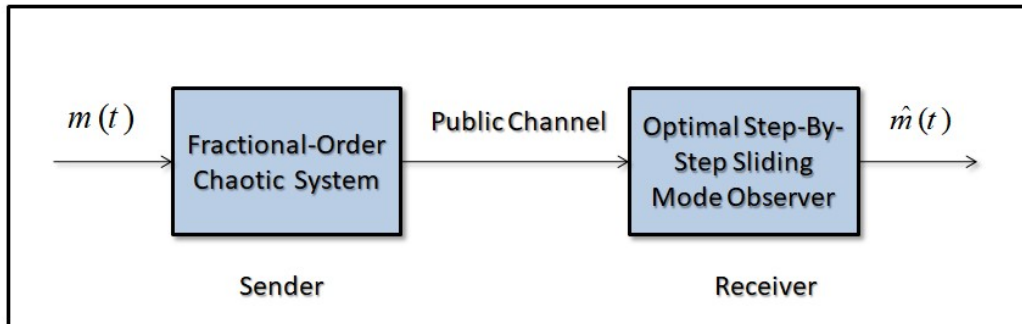 m(t)
Fractional-Order
Chaotic System
Public Channel
Optimal Step-By-
Step Sliding
Mode Observer
m̂(t)
Sender
Receiver